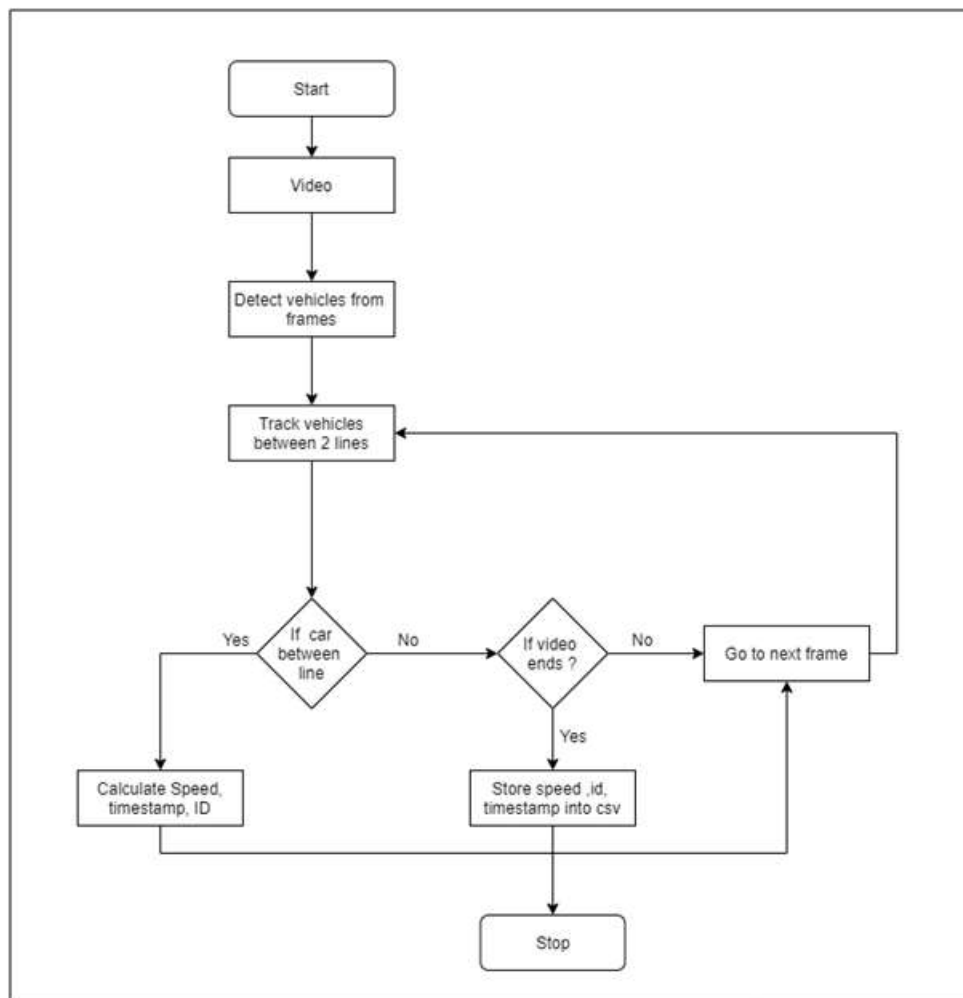 Start
Video
Detect vehicles from
frames
Track vehicles
between 2 lines
If car
between
line
Yes
No
If video
ends ?
No
Go to next frame
Yes
Calculate Speed,
timestamp, ID
Store speed ,id,
timestamp into csv
Stop